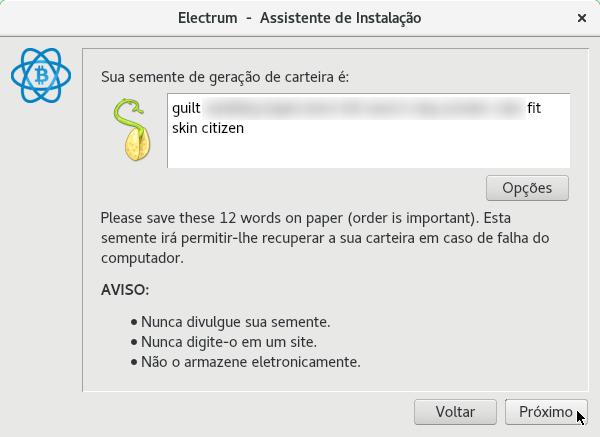 Electrum - Assistente de Instalação
Sua semente de geração de carteira é:
guilt fit
skin citizen
Opções
Please save these 12 words on paper (order is important). Esta
semente irá permitir-lhe recuperar a sua carteira em caso de falha do
computador.
AVISO:
Nunca divulgue sua semente.
Nunca digite-o em um site.
Não o armazene eletronicamente.
Voltar
Próximo